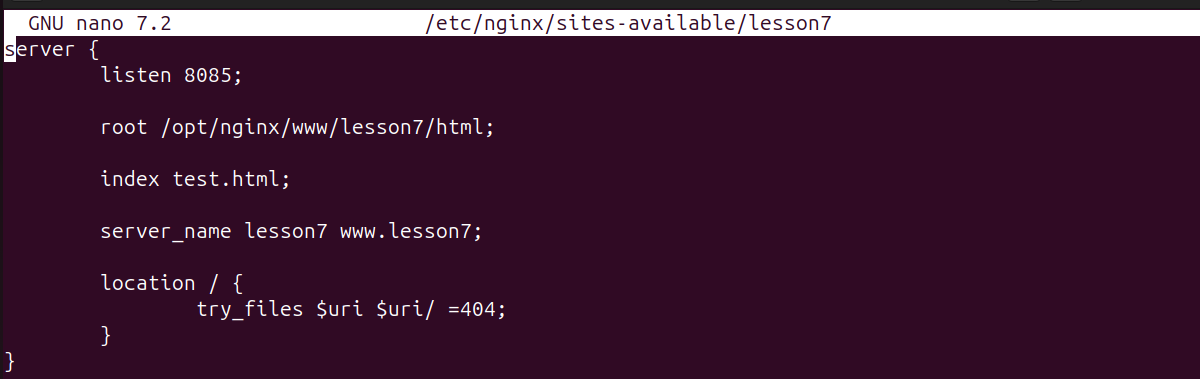 GNU nano 7.2 /etc/nginx/sites-available/lesson7
server {
listen 8085;
root /opt/nginx/www/lesson7/html;
index test.html;
server_name lesson7 www.lesson7;
location / {
try_files $uri $uri/ =404;
}
}